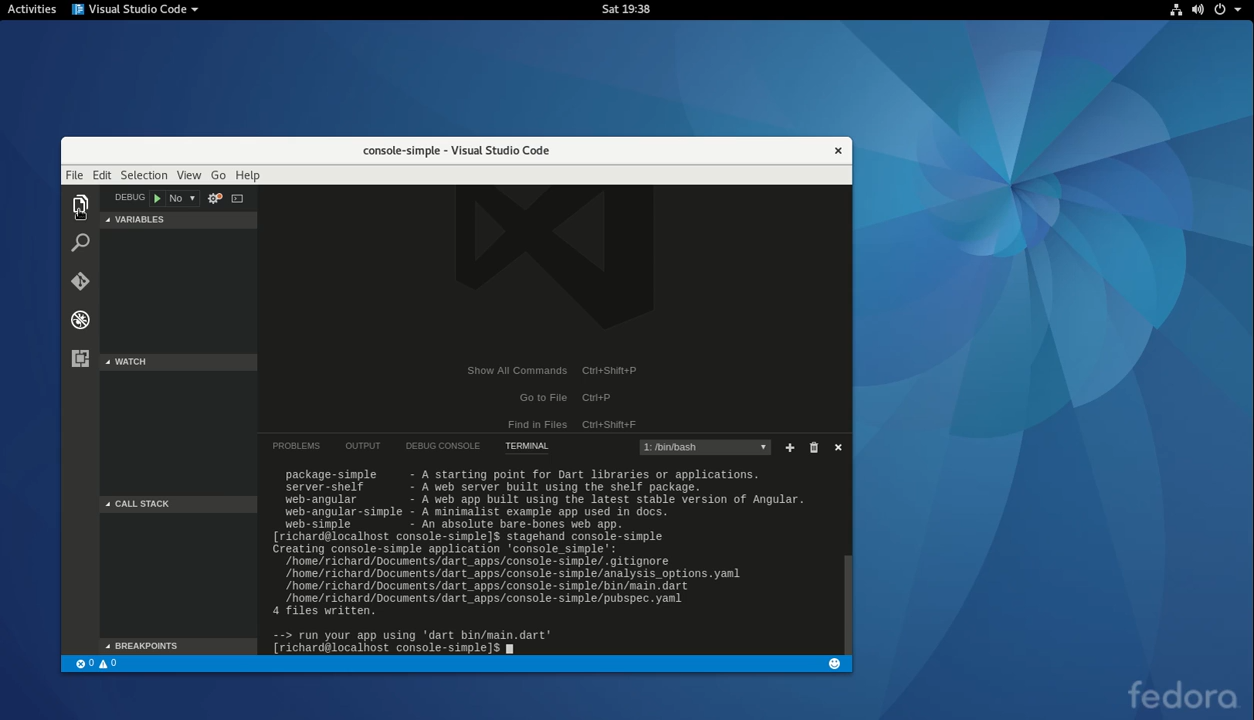 Activities Visual Studio Code Sat 19:38
console-simple - Visual Studio Code
File Edit Selection View Go Help
DEBUG No
VARIABLES
WATCH
CALL STACK
BREAKPOINTS
Show All Commands Ctrl+Shift+P
Go to File Ctrl+P
Find in Files Ctrl+Shift+F
PROBLEMS OUTPUT DEBUG CONSOLE TERMINAL 1: /bin/bash
package-simple - A starting point for Dart libraries or applications.
server-shelf - A web server built using the shelf package.
web-angular - A web app built using the latest stable version of Angular.
web-angular-simple - A minimalist example app used in docs.
web-simple - An absolute bare-bones web app.
[richard@localhost console-simple]$ stagehand console-simple
Creating console-simple application 'console_simple':
/home/richard/Documents/dart_apps/console-simple/.gitignore
/home/richard/Documents/dart_apps/console-simple/analysis_options.yaml
/home/richard/Documents/dart_apps/console-simple/bin/main.dart
/home/richard/Documents/dart_apps/console-simple/pubspec.yaml
4 files written.
--> run your app using 'dart bin/main.dart'
[richard@localhost console-simple]$
0 0
fedora